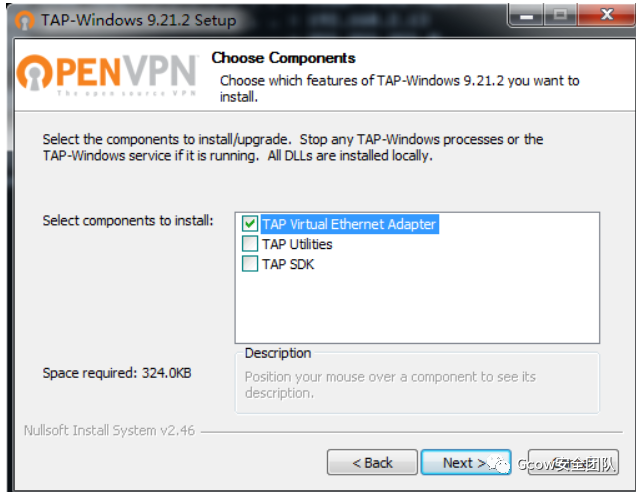 TAP-Windows 9.21.2 Setup
OPENVPN
The open source VPN
Choose Components
Choose which features of TAP-Windows 9.21.2 you want to
install.
Select the components to install/upgrade. Stop any TAP-Windows processes or the
TAP-Windows service if it is running. All DLLs are installed locally.
Select components to install:
TAP Virtual Ethernet Adapter
TAP Utilities
TAP SDK
Space required: 324.0KB
Description
Position your mouse over a component to see its
description.
Nullsoft Install System v2.46
< Back
Next >
Gcow安全团队